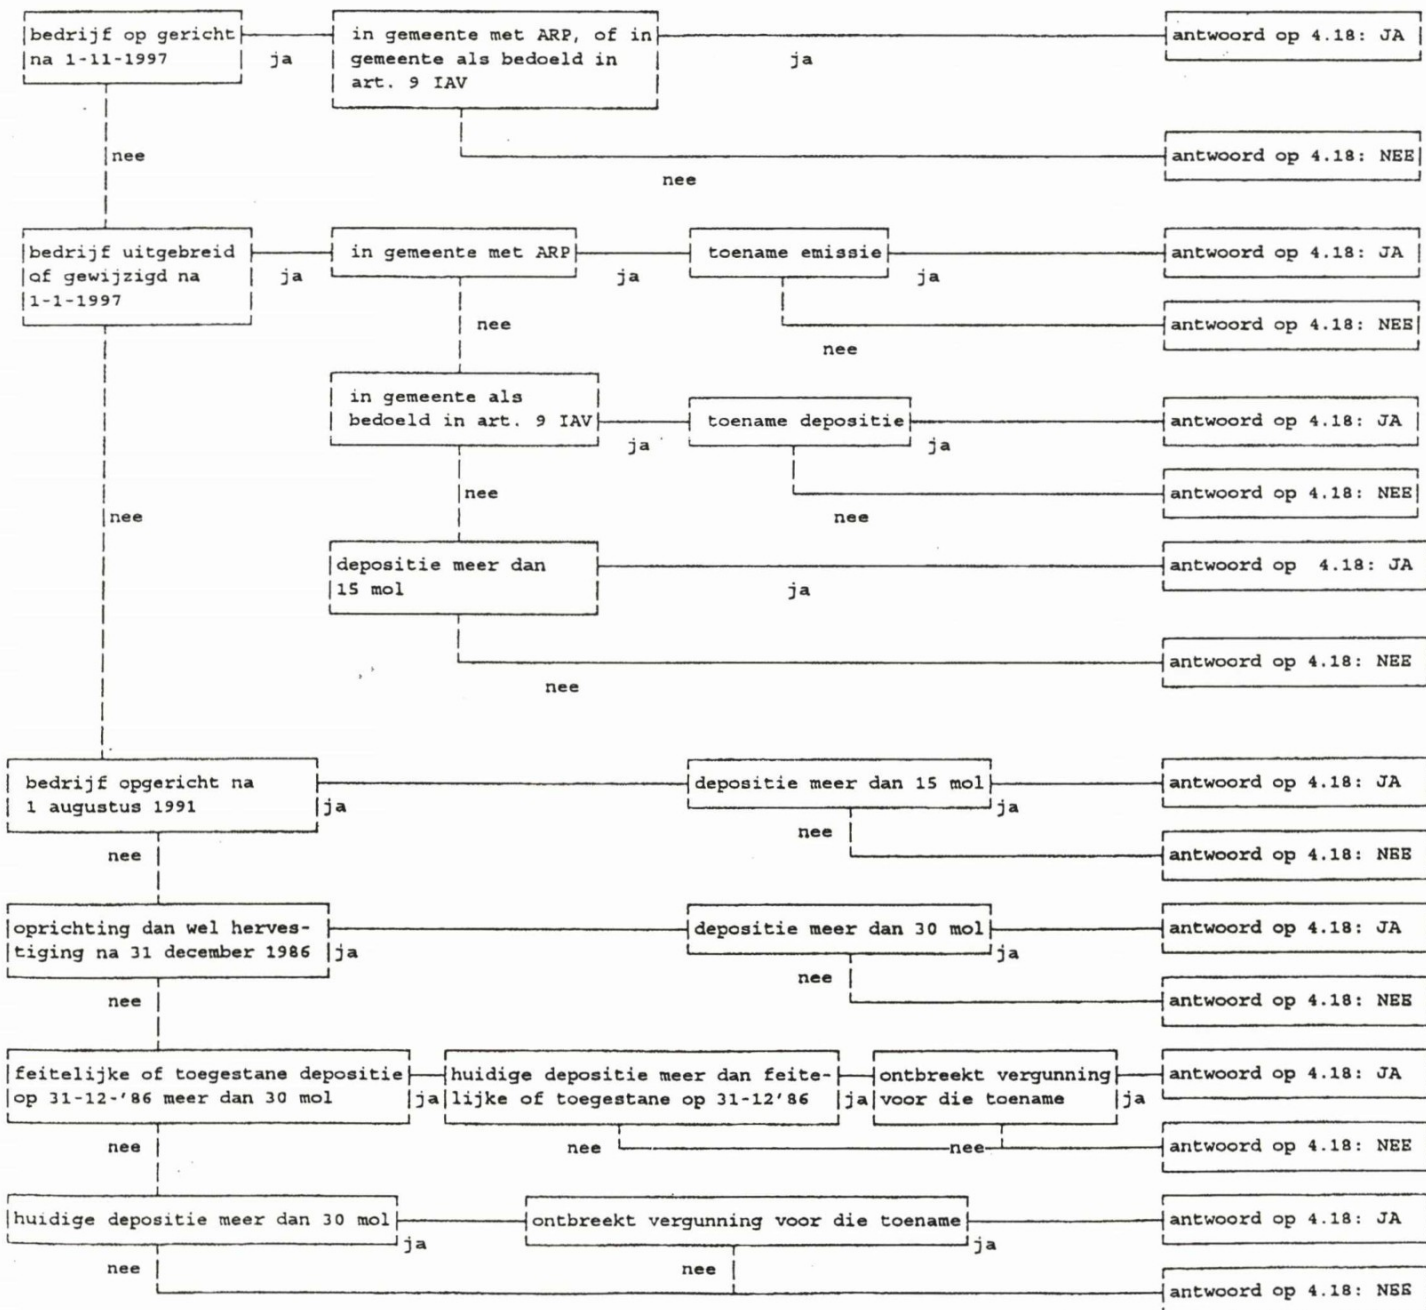 bedrijf op gericht
na 1-11-1997
ja
in gemeente met ARP, of in
gemeente als bedoeld in
art. 9 IAV
ja
antwoord op 4.18: JA
nee
nee
antwoord op 4.18: NEE
bedrijf uitgebreid
of gewijzigd na
1-1-1997
ja
in gemeente met ARP
ja
toename emissie
ja
antwoord op 4.18: JA
nee
nee
antwoord op 4.18: NEE
in gemeente als
bedoeld in art. 9 IAV
ja
toename depositie
ja
antwoord op 4.18: JA
nee
nee
nee
antwoord op 4.18: NEE
depositie meer dan
15 mol
ja
antwoord op 4.18: JA
nee
antwoord op 4.18: NEE
bedrijf opgericht na
1 augustus 1991
ja
depositie meer dan 15 mol
ja
antwoord op 4.18: JA
nee
nee
antwoord op 4.18: NEE
oprichting dan wel herves-
tiging na 31 december 1986
ja
depositie meer dan 30 mol
ja
antwoord op 4.18: JA
nee
nee
antwoord op 4.18: NEE
feitelijke of toegestane depositie
op 31-12-'86 meer dan 30 mol
ja
huidige depositie meer dan feite-
lijke of toegestane op 31-12'86
ja
ontbreekt vergunning
voor die toename
ja
antwoord op 4.18: JA
nee
nee
nee
antwoord op 4.18: NEE
huidige depositie meer dan 30 mol
ja
ontbreekt vergunning voor die toename
ja
antwoord op 4.18: JA
nee
nee
antwoord op 4.18: NEE